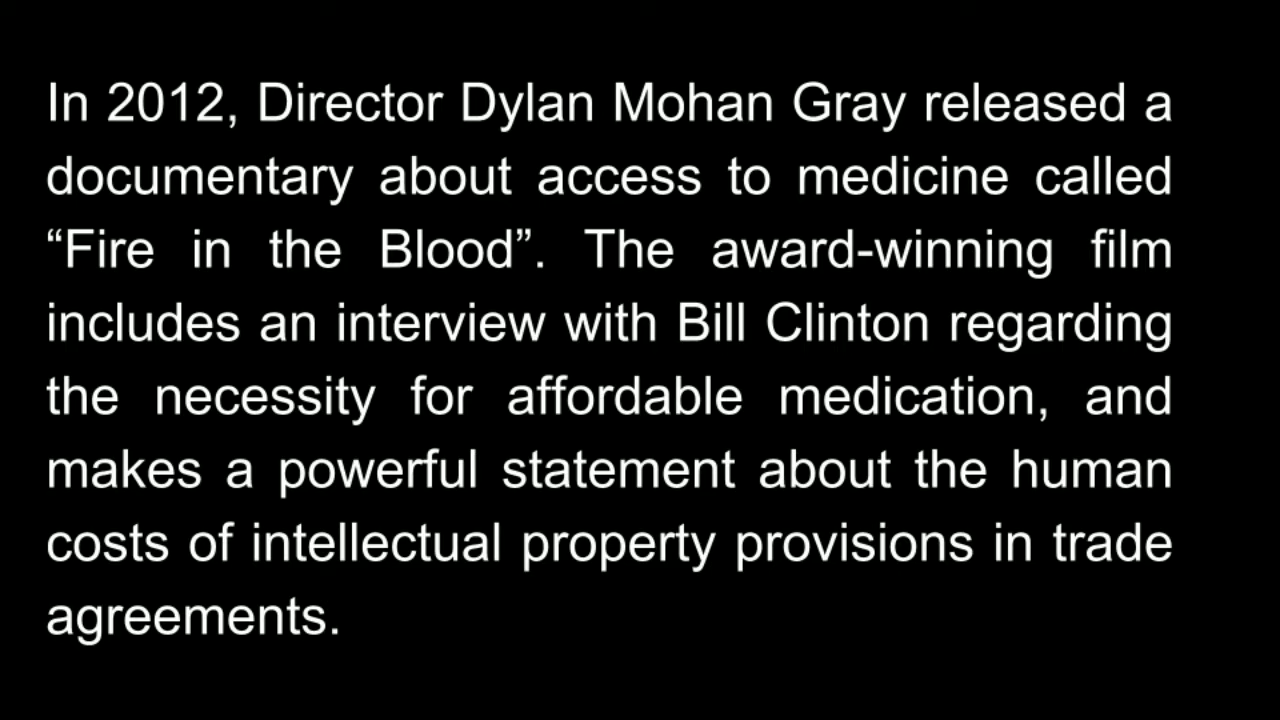 In 2012, Director Dylan Mohan Gray released a
documentary about access to medicine called
“Fire in the Blood”. The award-winning film
includes an interview with Bill Clinton regarding
the necessity for affordable medication, and
makes a powerful statement about the human
costs of intellectual property provisions in trade
agreements.